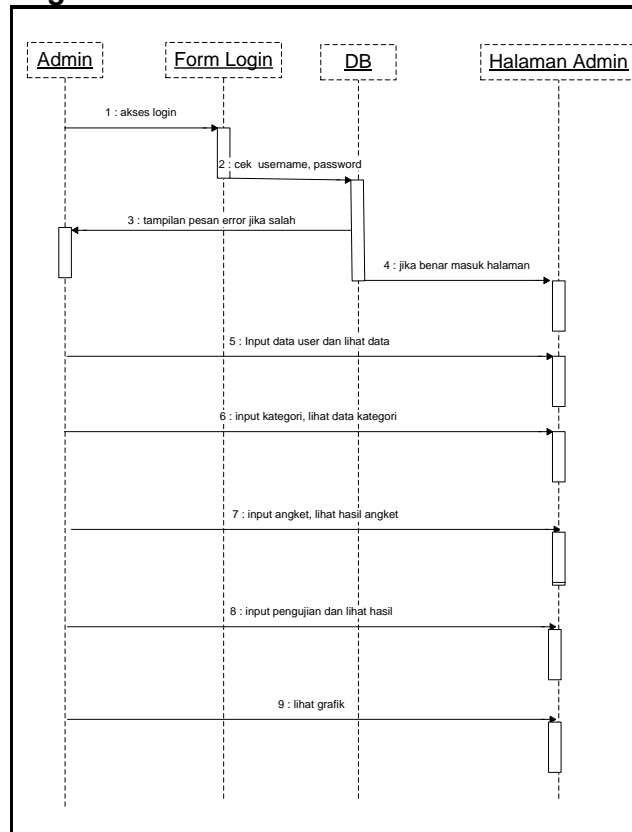 Admin
Form Login
DB
Halaman Admin
1 : akses login
2 : cek username, password
3 : tampilan pesan error jika salah
4 : jika benar masuk halaman
5 : Input data user dan lihat data
6 : input kategori, lihat data kategori
7 : input angket, lihat hasil angket
8 : input pengujian dan lihat hasil
9 : lihat grafik